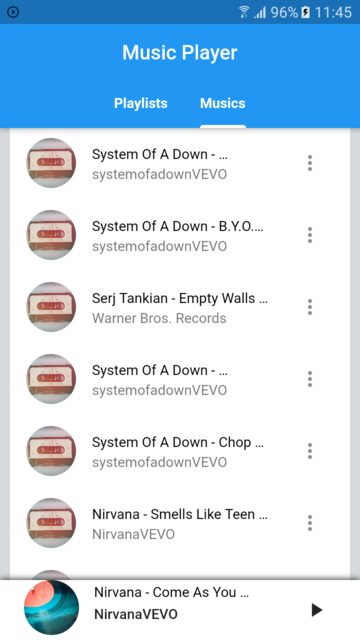 96% 11:45
Music Player
Playlists Musics
System Of A Down - ...
systemofadownVEVO
System Of A Down - B.Y.O....
systemofadownVEVO
Serj Tankian - Empty Walls ...
Warner Bros. Records
System Of A Down - ...
systemofadownVEVO
System Of A Down - Chop ...
systemofadownVEVO
Nirvana - Smells Like Teen ...
NirvanaVEVO
Nirvana - Come As You ...
NirvanaVEVO